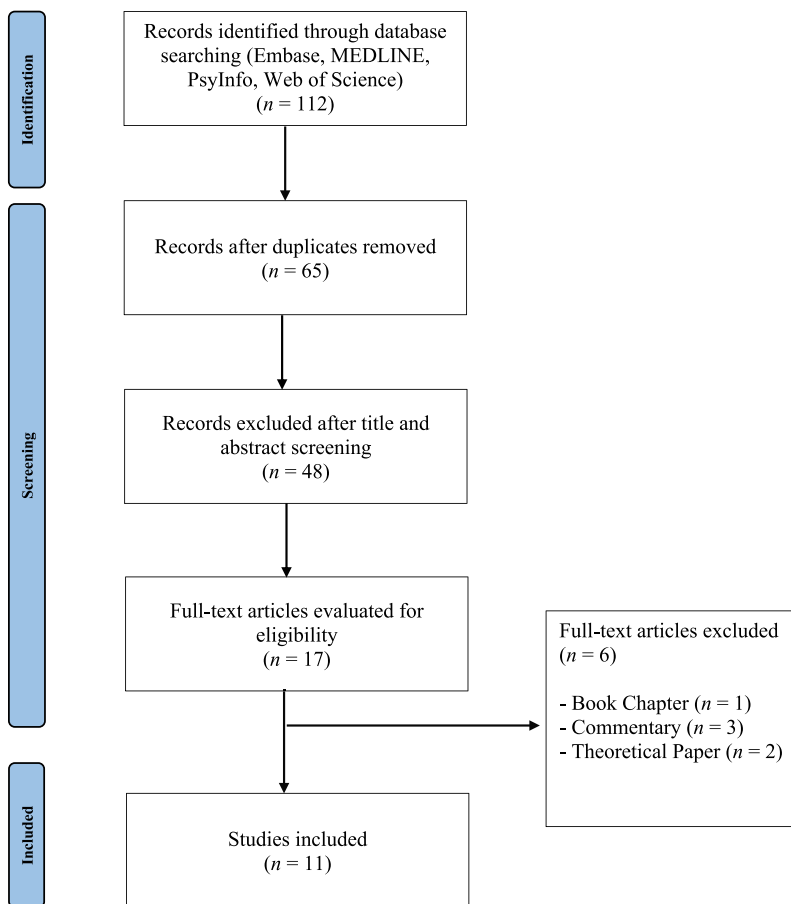 Identification
Records identified through database
searching (Embase, MEDLINE,
PsyInfo, Web of Science)
(n = 112)
Screening
Records after duplicates removed
(n = 65)
Records excluded after title and
abstract screening
(n = 48)
Full-text articles evaluated for
eligibility
(n = 17)
Full-text articles excluded
(n = 6)
- Book Chapter (n = 1)
- Commentary (n = 3)
- Theoretical Paper (n = 2)
Included
Studies included
(n = 11)